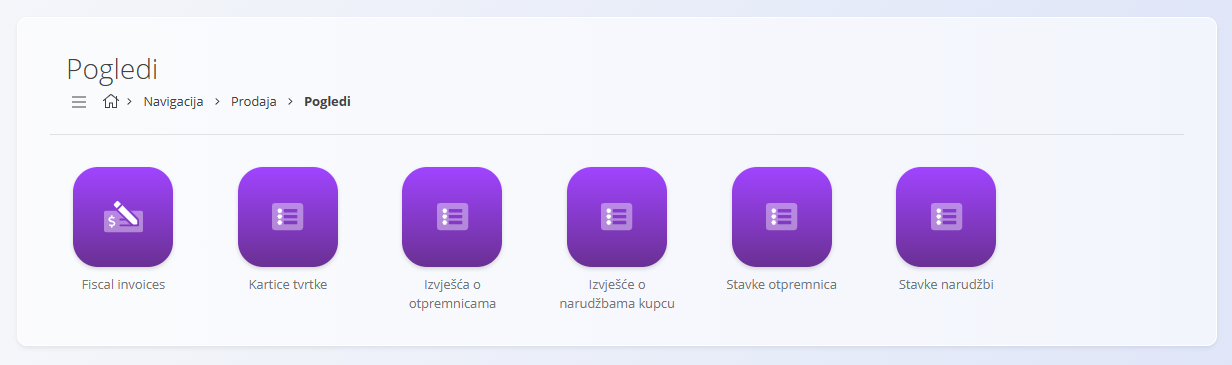 Pogledi
Navigacija > Prodaja > Pogledi
$
Fiscal invoices
Kartice tvrtke
Izvješća o
otpremnicama
Izvješće o
narudžbama kupcu
Stavke otpremnica
Stavke narudžbi